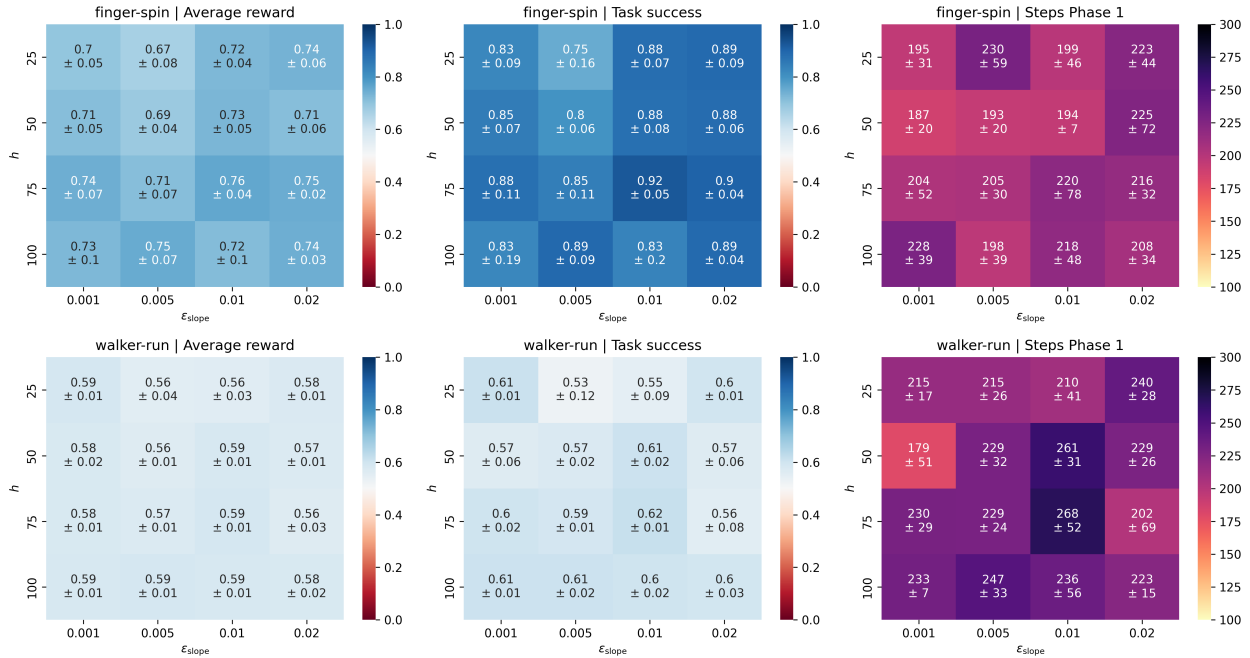 finger-spin | Average reward
25
50
75
100
h
0.7 ± 0.05
0.67 ± 0.08
0.72 ± 0.04
0.74 ± 0.06
0.71 ± 0.05
0.69 ± 0.04
0.73 ± 0.05
0.71 ± 0.06
0.74 ± 0.07
0.71 ± 0.07
0.76 ± 0.04
0.75 ± 0.02
0.73 ± 0.1
0.75 ± 0.07
0.72 ± 0.1
0.74 ± 0.03
0.001 0.005 0.01 0.02
ε_slope
1.0
0.8
0.6
0.4
0.2
0.0
finger-spin | Task success
0.83 ± 0.09
0.75 ± 0.16
0.88 ± 0.07
0.89 ± 0.09
0.85 ± 0.07
0.8 ± 0.06
0.88 ± 0.08
0.88 ± 0.06
0.88 ± 0.11
0.85 ± 0.11
0.92 ± 0.05
0.9 ± 0.04
0.83 ± 0.19
0.89 ± 0.09
0.83 ± 0.2
0.89 ± 0.04
25
50
75
100
h
0.001 0.005 0.01 0.02
ε_slope
1.0
0.8
0.6
0.4
0.2
0.0
finger-spin | Steps Phase 1
195 ± 31
230 ± 59
199 ± 46
223 ± 44
187 ± 20
193 ± 20
194 ± 7
225 ± 72
204 ± 52
205 ± 30
220 ± 78
216 ± 32
228 ± 39
198 ± 39
218 ± 48
208 ± 34
25
50
75
100
h
0.001 0.005 0.01 0.02
ε_slope
300
275
250
225
200
175
150
125
100
walker-run | Average reward
0.59 ± 0.01
0.56 ± 0.04
0.56 ± 0.03
0.58 ± 0.01
0.58 ± 0.02
0.56 ± 0.01
0.59 ± 0.01
0.57 ± 0.01
0.58 ± 0.01
0.57 ± 0.01
0.59 ± 0.01
0.56 ± 0.03
0.59 ± 0.01
0.59 ± 0.01
0.59 ± 0.01
0.58 ± 0.02
25
50
75
100
h
0.001 0.005 0.01 0.02
ε_slope
1.0
0.8
0.6
0.4
0.2
0.0
walker-run | Task success
0.61 ± 0.01
0.53 ± 0.12
0.55 ± 0.09
0.6 ± 0.01
0.57 ± 0.06
0.57 ± 0.02
0.61 ± 0.02
0.57 ± 0.06
0.6 ± 0.02
0.59 ± 0.01
0.62 ± 0.01
0.56 ± 0.08
0.61 ± 0.01
0.61 ± 0.02
0.6 ± 0.02
0.6 ± 0.03
25
50
75
100
h
0.001 0.005 0.01 0.02
ε_slope
1.0
0.8
0.6
0.4
0.2
0.0
walker-run | Steps Phase 1
215 ± 17
215 ± 26
210 ± 41
240 ± 28
179 ± 51
229 ± 32
261 ± 31
229 ± 26
230 ± 29
229 ± 24
268 ± 52
202 ± 69
233 ± 7
247 ± 33
236 ± 56
223 ± 15
25
50
75
100
h
0.001 0.005 0.01 0.02
ε_slope
300
275
250
225
200
175
150
125
100